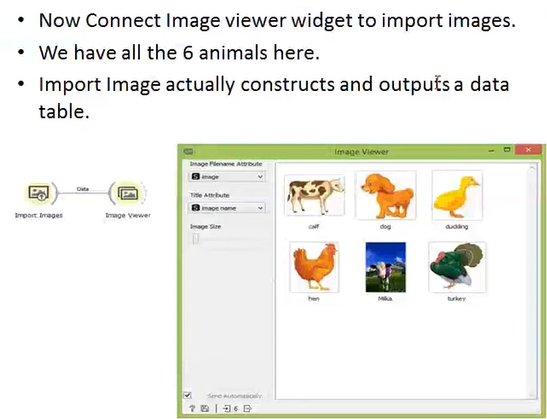 • Now Connect Image viewer widget to import images.
• We have all the 6 animals here.
• Import Image actually constructs and outputs a data
table.
Image Viewer
Image Filename Attribute
S image
Title Attribute
S image name
Image Size
Data
Import Images
Image Viewer
calf
dog
duckling
hen
Milka
turkey
Send Automatically
? 6